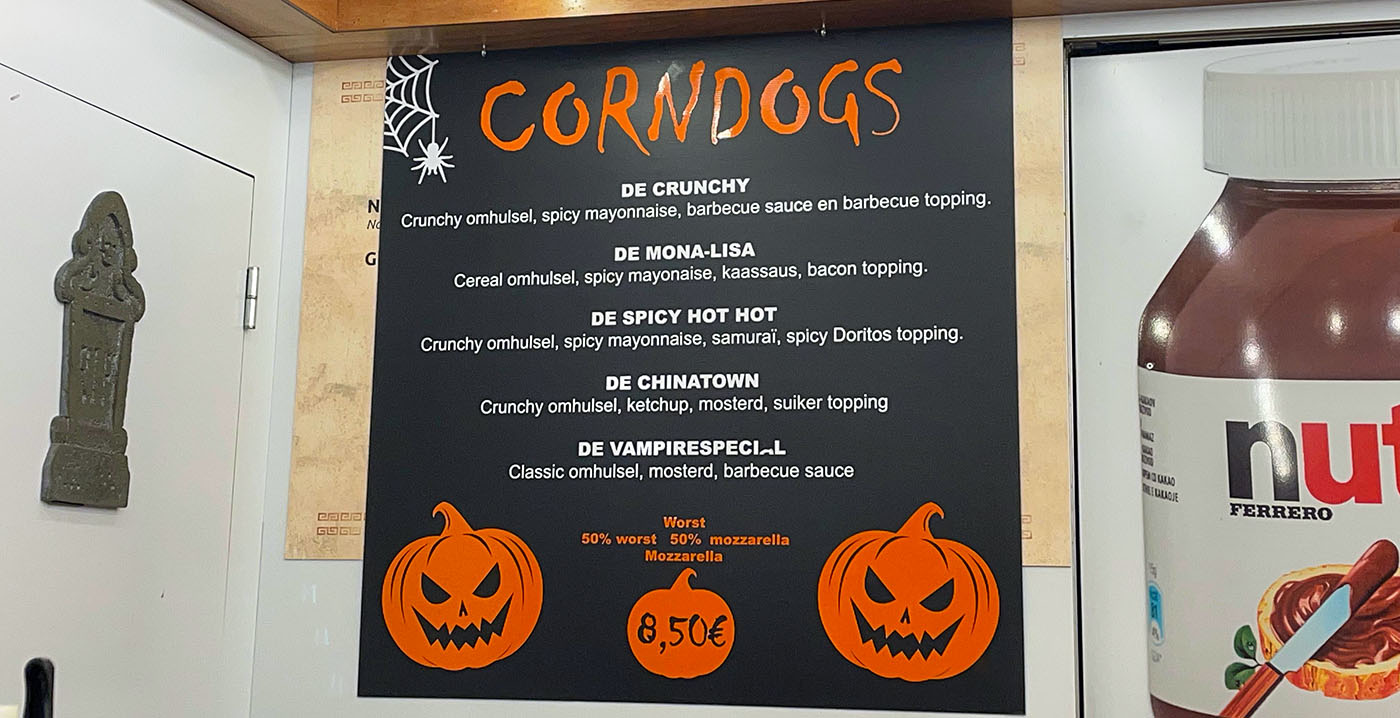 CORNDOGS
DE CRUNCHY
Crunchy omhulsel, spicy mayonnaise, barbecue sauce en barbecue topping.
DE MONA-LISA
Cereal omhulsel, spicy mayonaise, kaassaus, bacon topping.
DE SPICY HOT HOT
Crunchy omhulsel, spicy mayonnaise, samuraï, spicy Doritos topping.
DE CHINATOWN
Crunchy omhulsel, ketchup, mosterd, suiker topping
DE VAMPIRESPECIAL
Classic omhulsel, mosterd, barbecue sauce
Worst
50% worst 50% mozzarella
Mozzarella
8,50€
nut
FERRERO